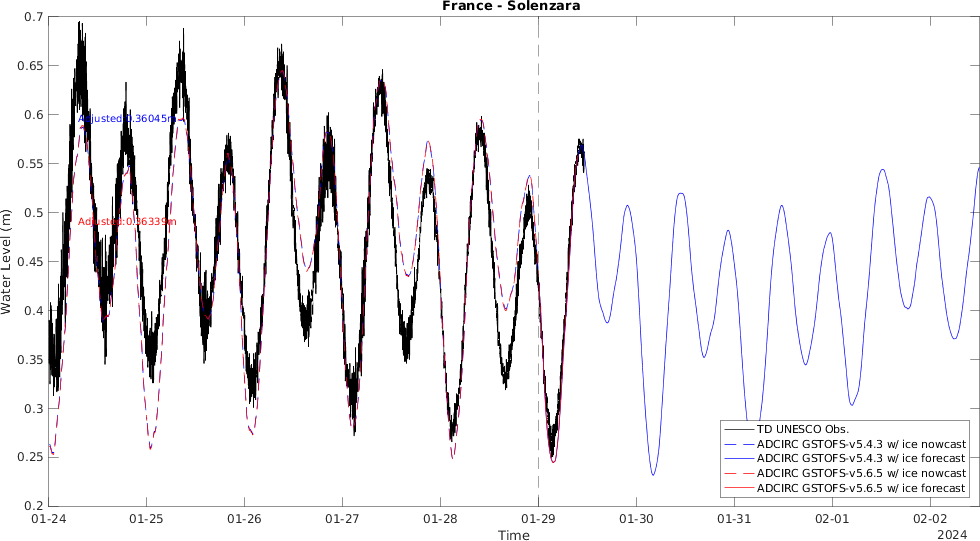 France - Solenzara
0.7
0.65
0.6
0.55
0.5
0.45
0.4
0.35
0.3
0.25
0.2
Water Level (m)
Adjusted:0.36045m
Adjusted:0.36339m
TD UNESCO Obs.
ADCIRC GSTOFS-v5.4.3 w/ ice nowcast
ADCIRC GSTOFS-v5.4.3 w/ ice forecast
ADCIRC GSTOFS-v5.6.5 w/ ice nowcast
ADCIRC GSTOFS-v5.6.5 w/ ice forecast
01-24 01-25 01-26 01-27 01-28 01-29 01-30 01-31 02-01 02-02
Time
2024